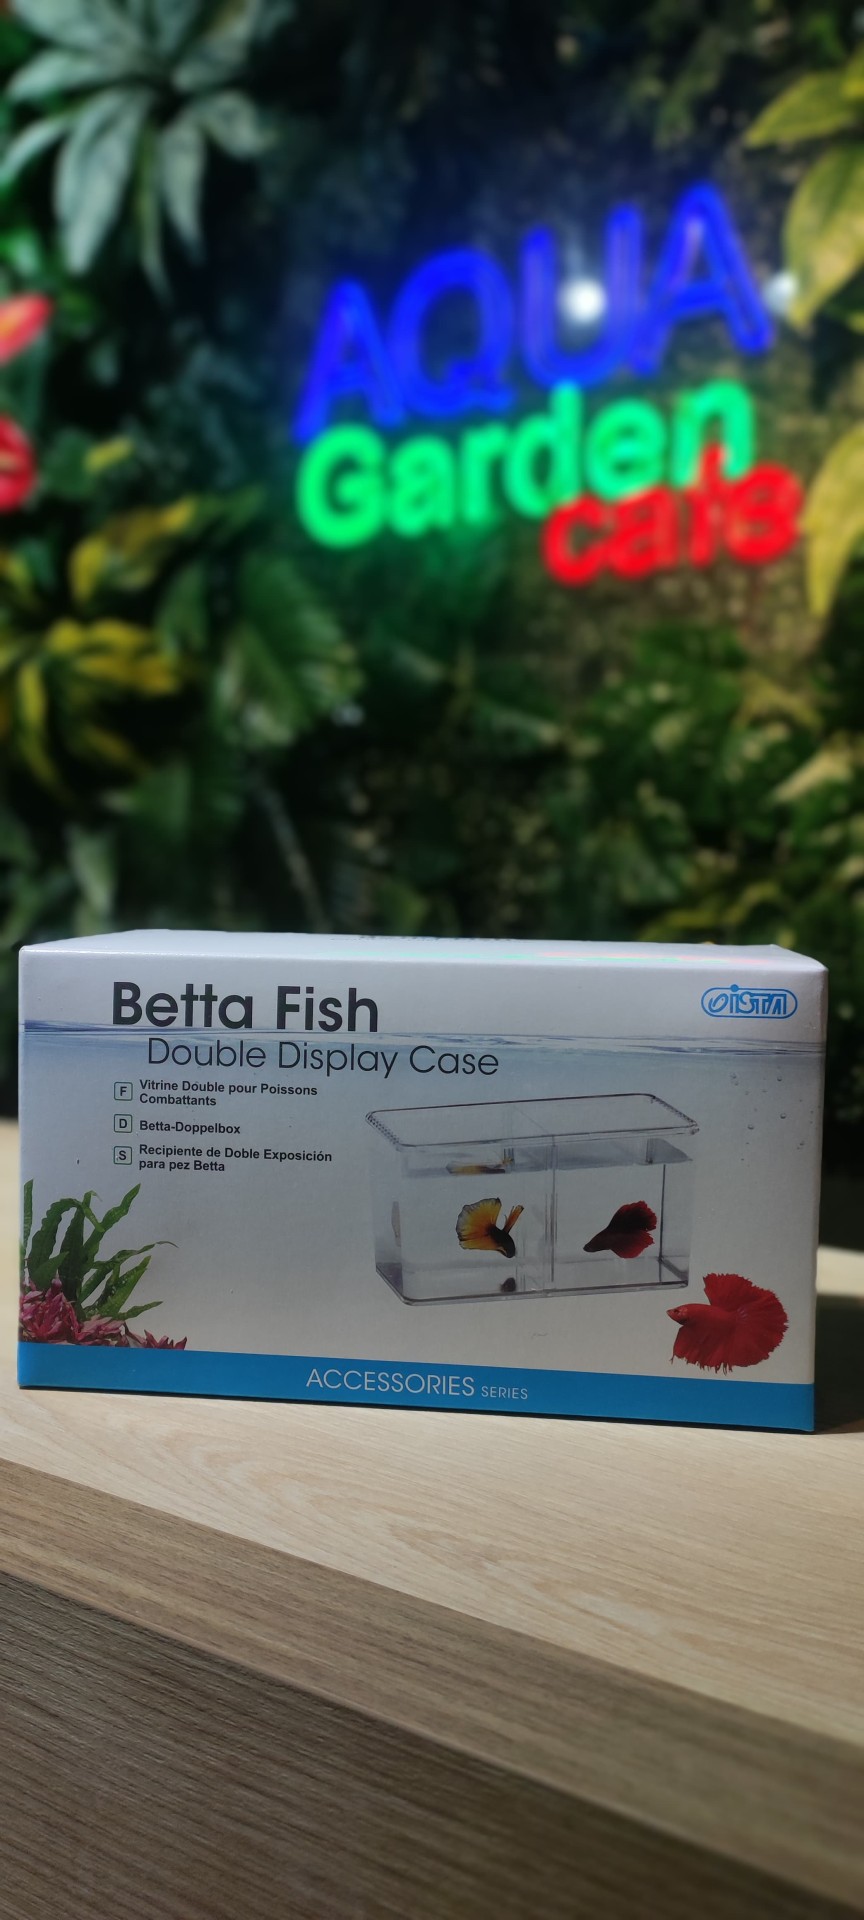 AQUA
Garden
cafe
Betta Fish
Double Display Case
ISTA
F Vitrine Double pour Poissons
Combattants
D Betta-Doppelbox
S Recipiente de Doble Exposición
para pez Betta
ACCESSORIES SERIES